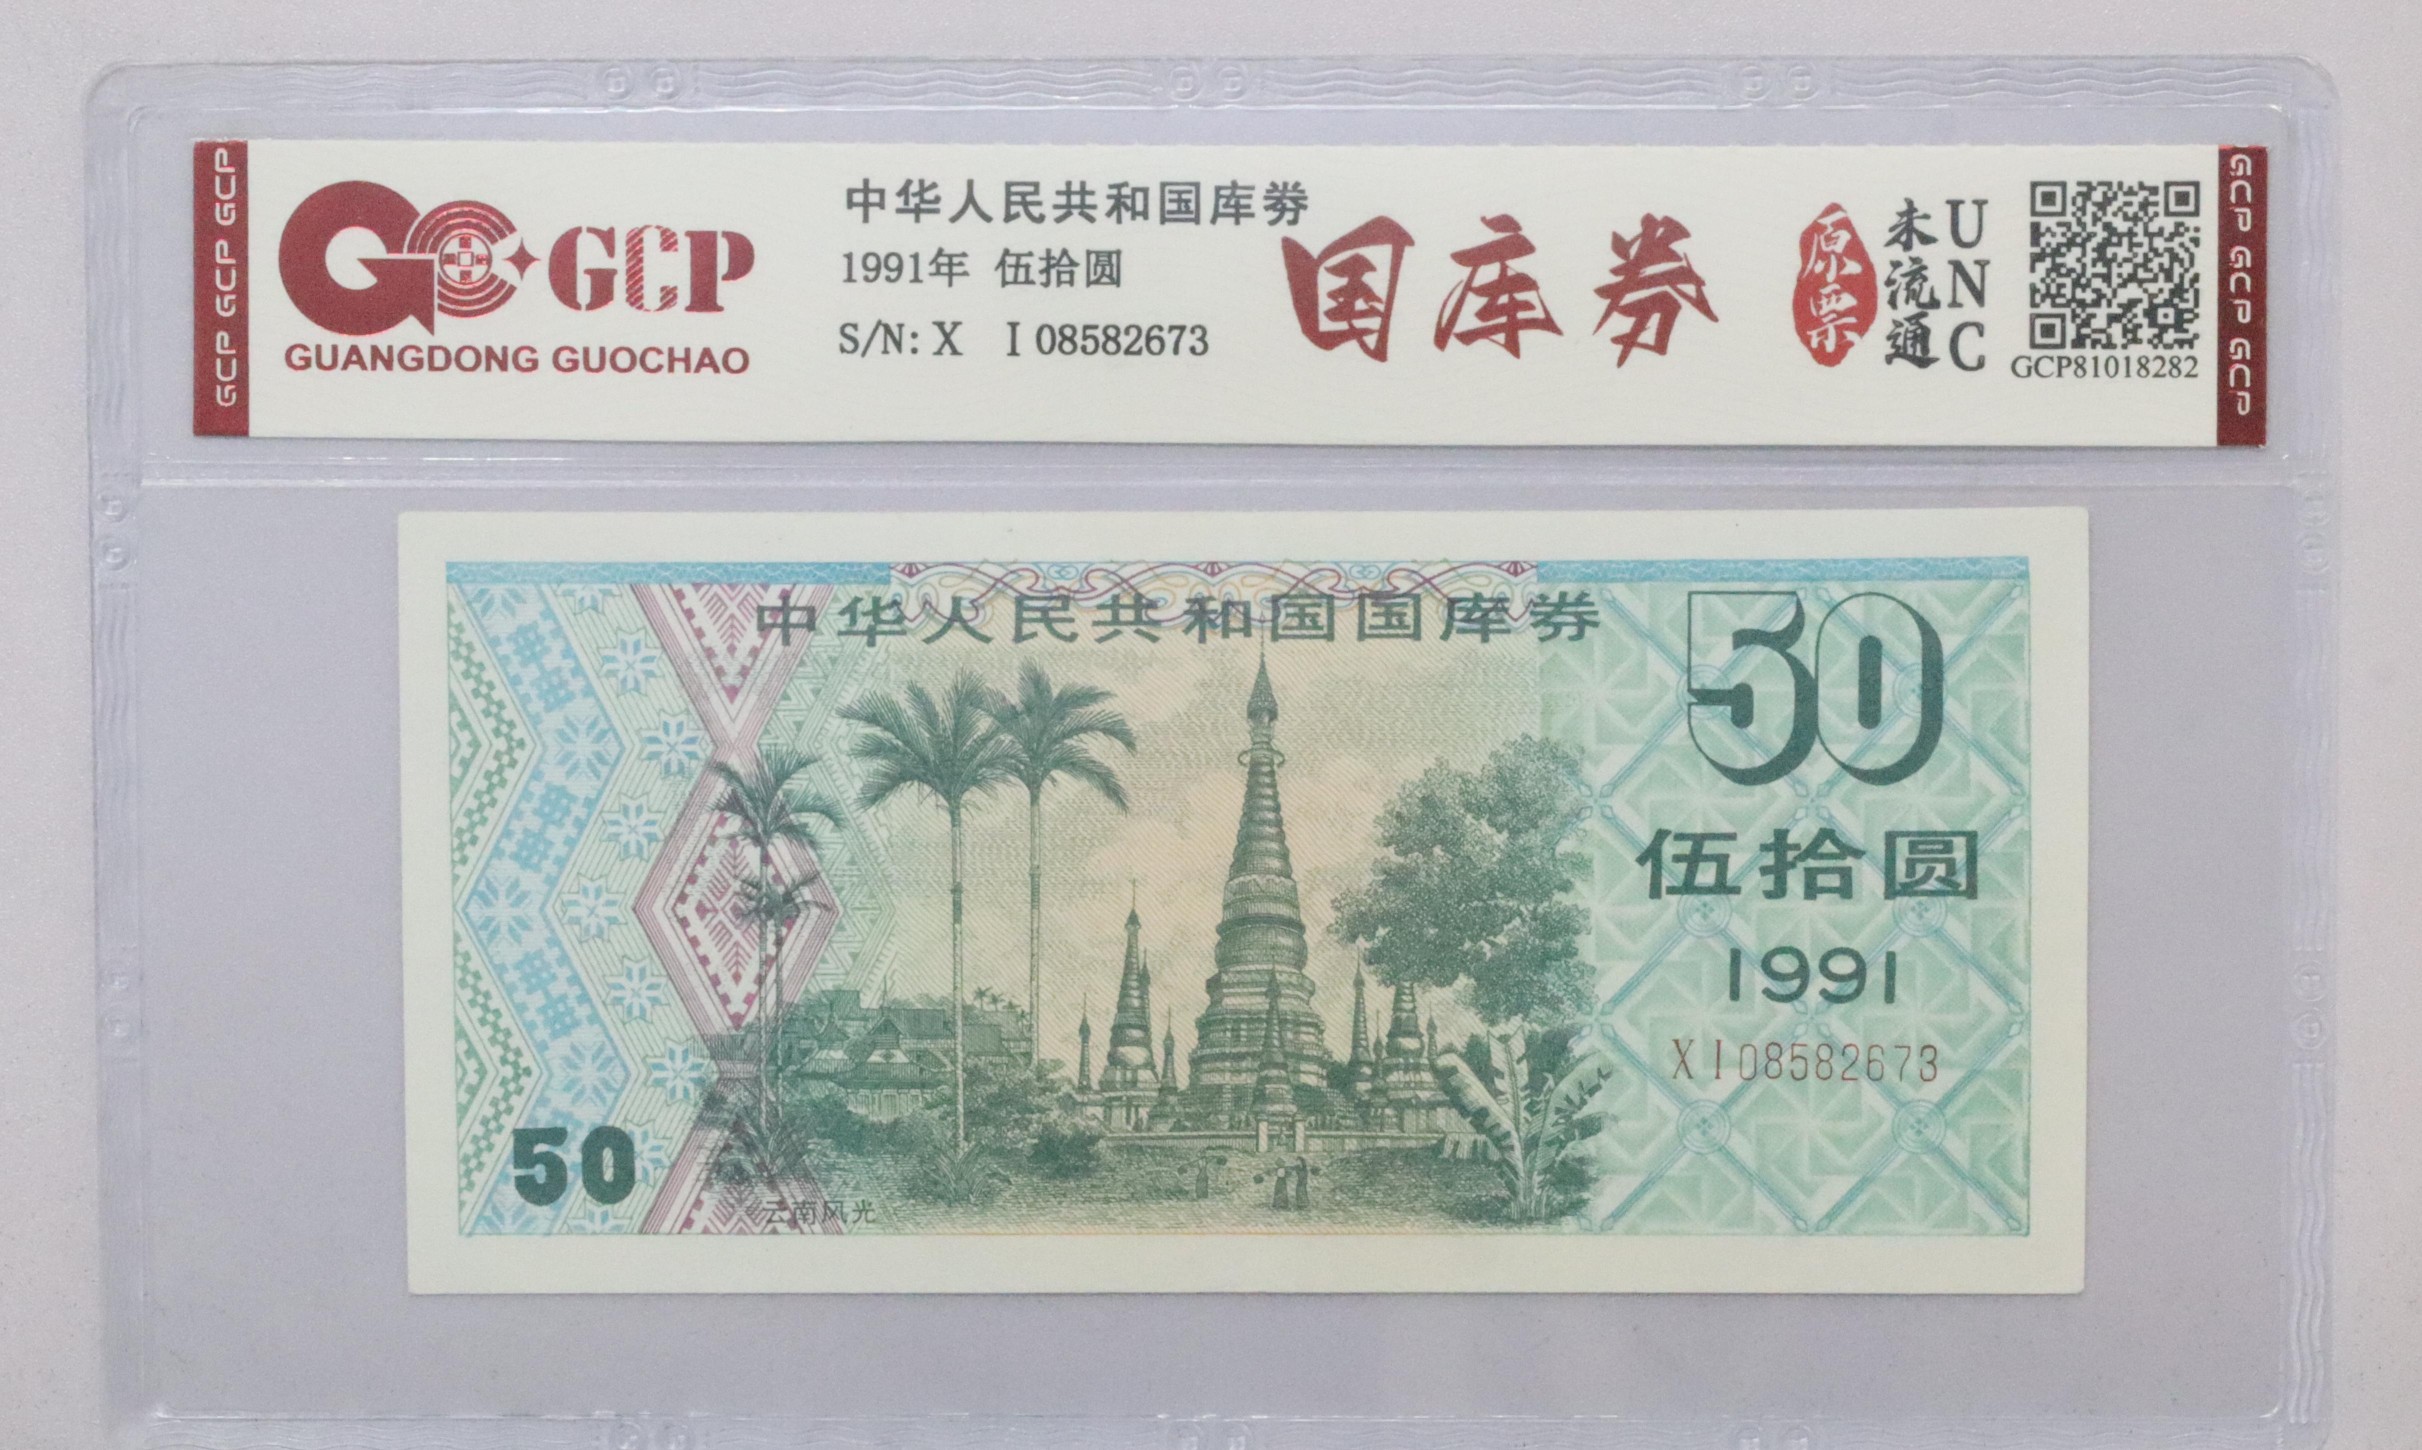 GCP GCP GCP
GCP
GUANGDONG GUOCHAO
中华人民共和国库券
1991年 伍拾圆
S/N: X I 08582673
国库券
原票
未流通
UNC
GCP81018282
GCP GCP GCP
中华人民共和国国库券
50
伍拾圆
1991
X I 08582673
50
云南风光